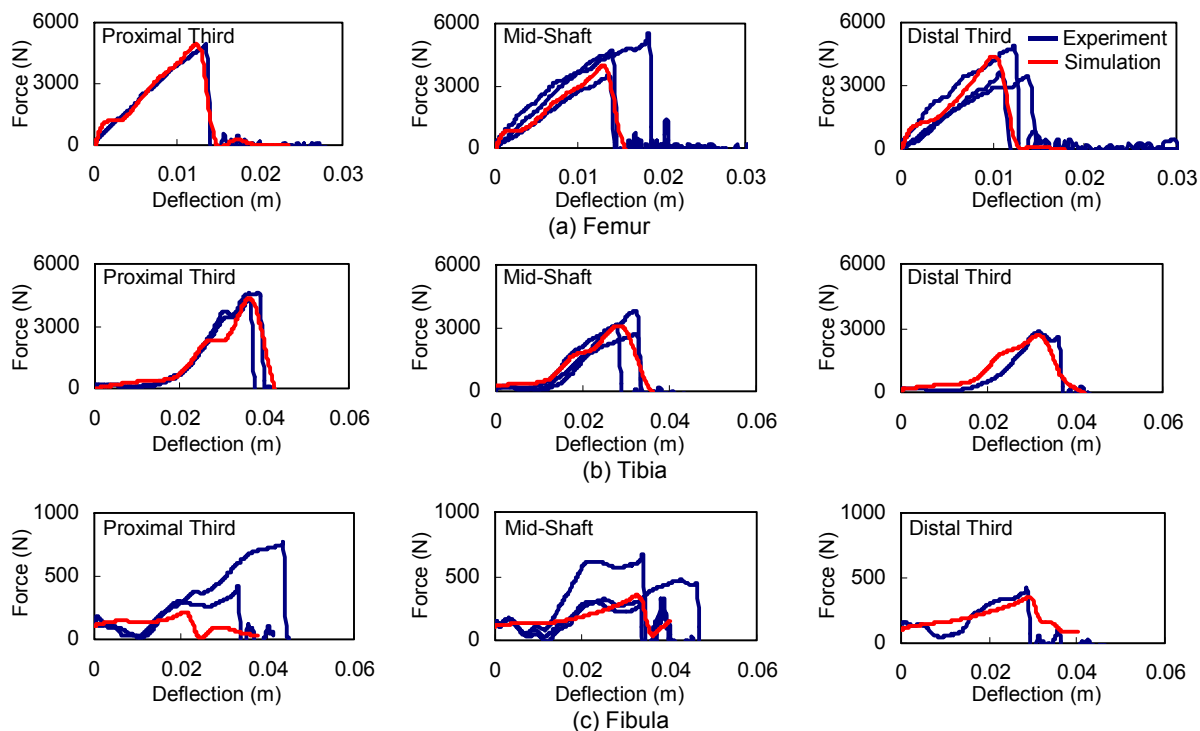 6000
3000
0
Force (N)
Proximal Third
0
0.01
0.02
0.03
Deflection (m)
6000
3000
0
Force (N)
Mid-Shaft
0
0.01
0.02
0.03
Deflection (m)
6000
3000
0
Force (N)
Distal Third
Experiment
Simulation
0
0.01
0.02
0.03
Deflection (m)
(a) Femur
6000
3000
0
Force (N)
Proximal Third
0
0.02
0.04
0.06
Deflection (m)
6000
3000
0
Force (N)
Mid-Shaft
0
0.02
0.04
0.06
Deflection (m)
6000
3000
0
Force (N)
Distal Third
0
0.02
0.04
0.06
Deflection (m)
(b) Tibia
1000
500
0
Force (N)
Proximal Third
0
0.02
0.04
0.06
Deflection (m)
1000
500
0
Force (N)
Mid-Shaft
0
0.02
0.04
0.06
Deflection (m)
1000
500
0
Force (N)
Distal Third
0
0.02
0.04
0.06
Deflection (m)
(c) Fibula